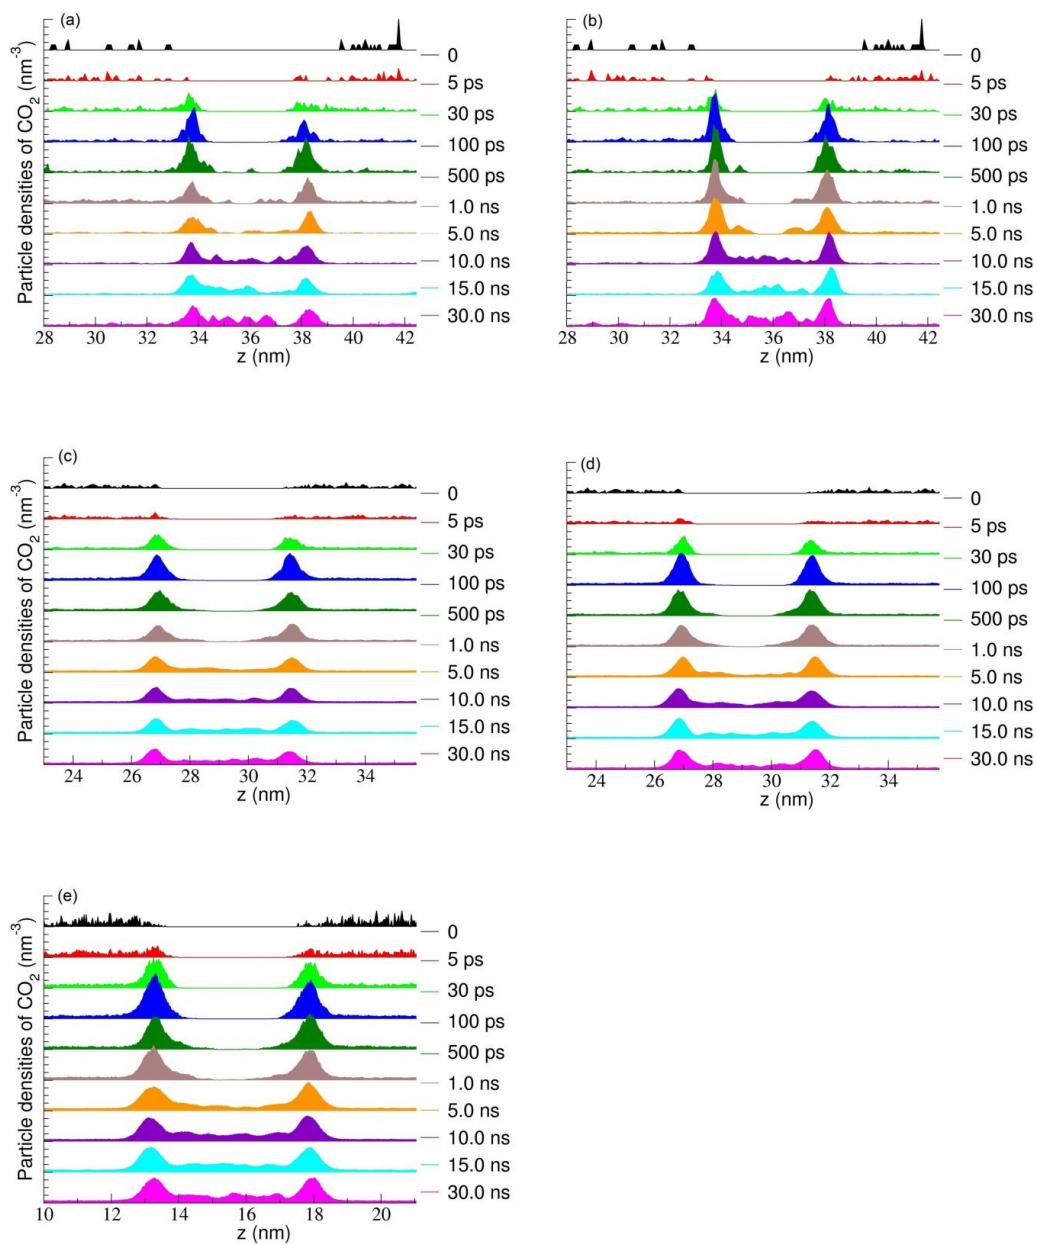 (a)
Particle densities of CO2 (nm-3)
0
5 ps
30 ps
100 ps
500 ps
1.0 ns
5.0 ns
10.0 ns
15.0 ns
30.0 ns
28 30 32 34 36 38 40 42
z (nm)
(b)
0
5 ps
30 ps
100 ps
500 ps
1.0 ns
5.0 ns
10.0 ns
15.0 ns
30.0 ns
28 30 32 34 36 38 40 42
z (nm)
(c)
Particle densities of CO2 (nm-3)
0
5 ps
30 ps
100 ps
500 ps
1.0 ns
5.0 ns
10.0 ns
15.0 ns
30.0 ns
24 26 28 30 32 34
z (nm)
(d)
0
5 ps
30 ps
100 ps
500 ps
1.0 ns
5.0 ns
10.0 ns
15.0 ns
30.0 ns
24 26 28 30 32 34
z (nm)
(e)
Particle densities of CO2 (nm-3)
0
5 ps
30 ps
100 ps
500 ps
1.0 ns
5.0 ns
10.0 ns
15.0 ns
30.0 ns
10 12 14 16 18 20
z (nm)